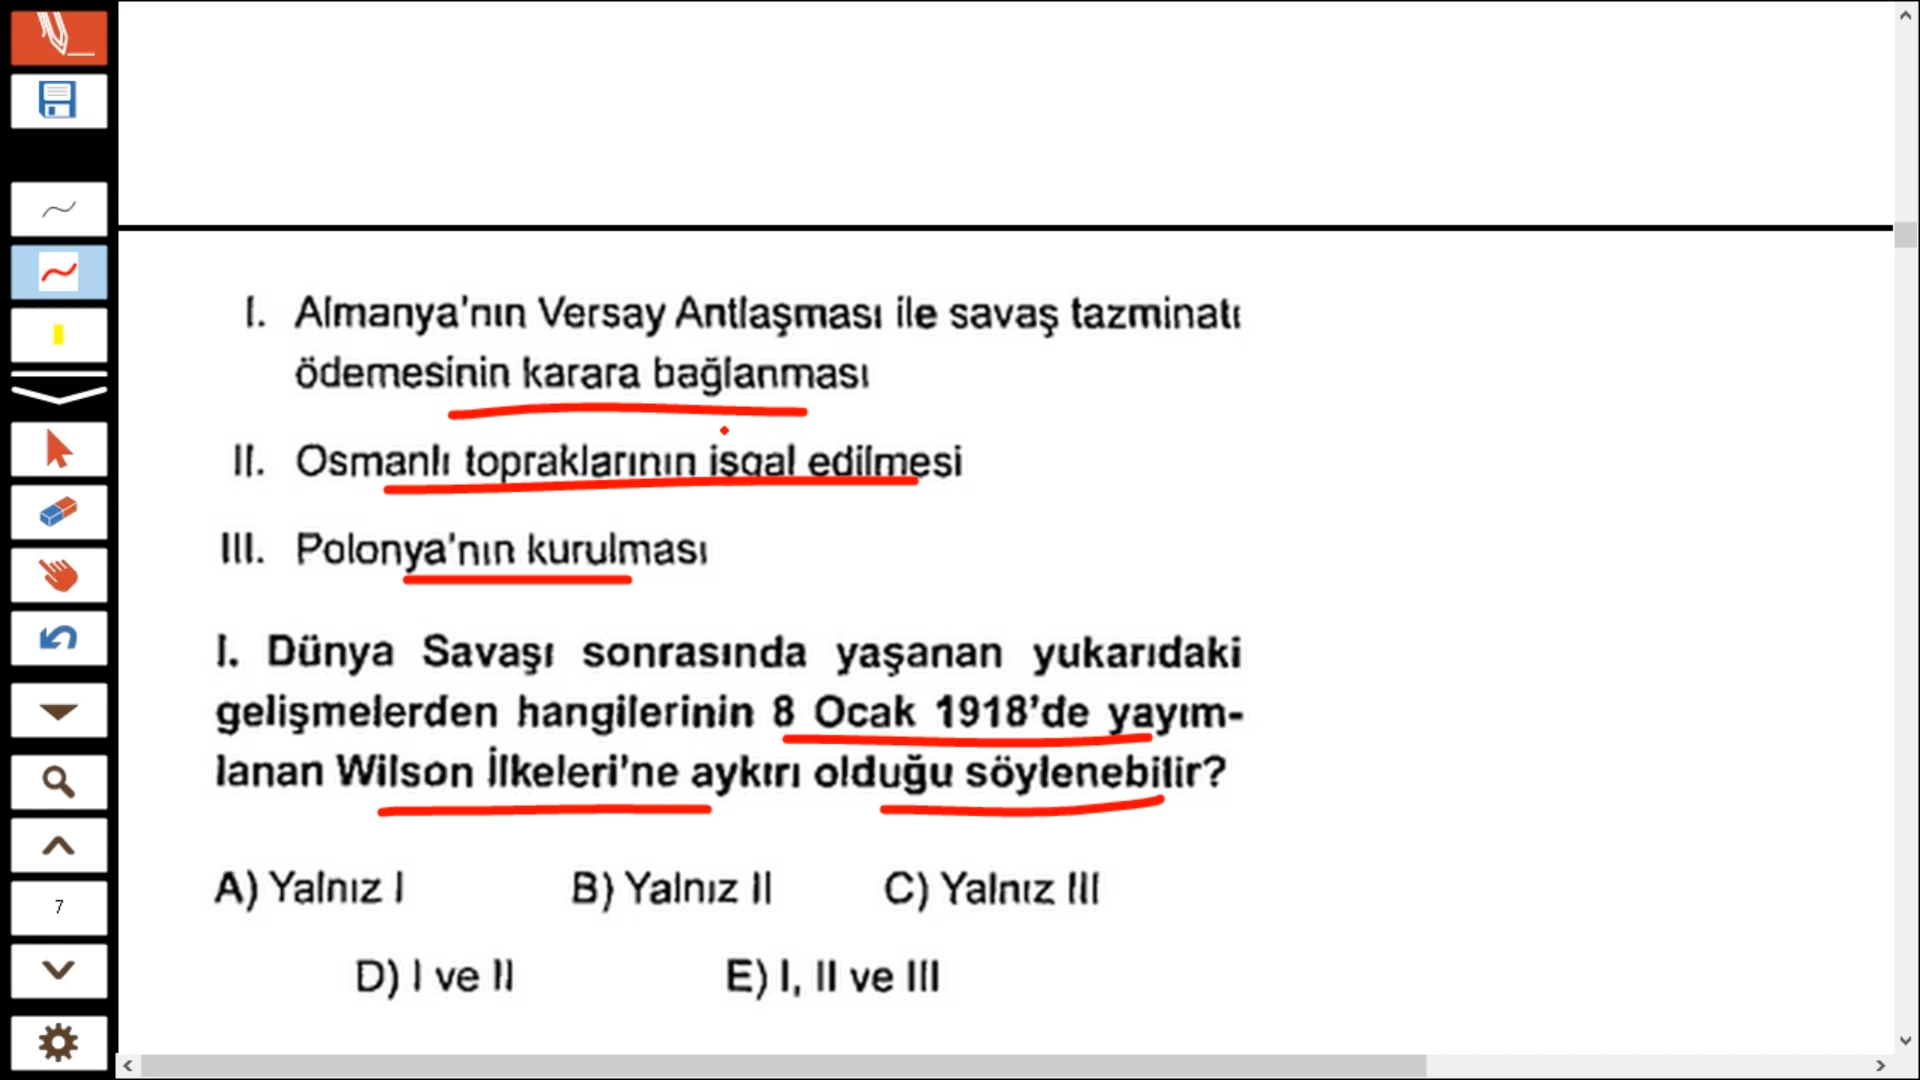 I. Almanya'nın Versay Antlaşması ile savaş tazminatı
ödemesinin karara bağlanması
II. Osmanlı topraklarının işgal edilmesi
III. Polonya'nın kurulması
I. Dünya Savaşı sonrasında yaşanan yukarıdaki
gelişmelerden hangilerinin 8 Ocak 1918'de yayım-
lanan Wilson İlkeleri'ne aykırı olduğu söylenebilir?
A) Yalnız I B) Yalnız II C) Yalnız III
D) I ve II E) I, II ve III
7